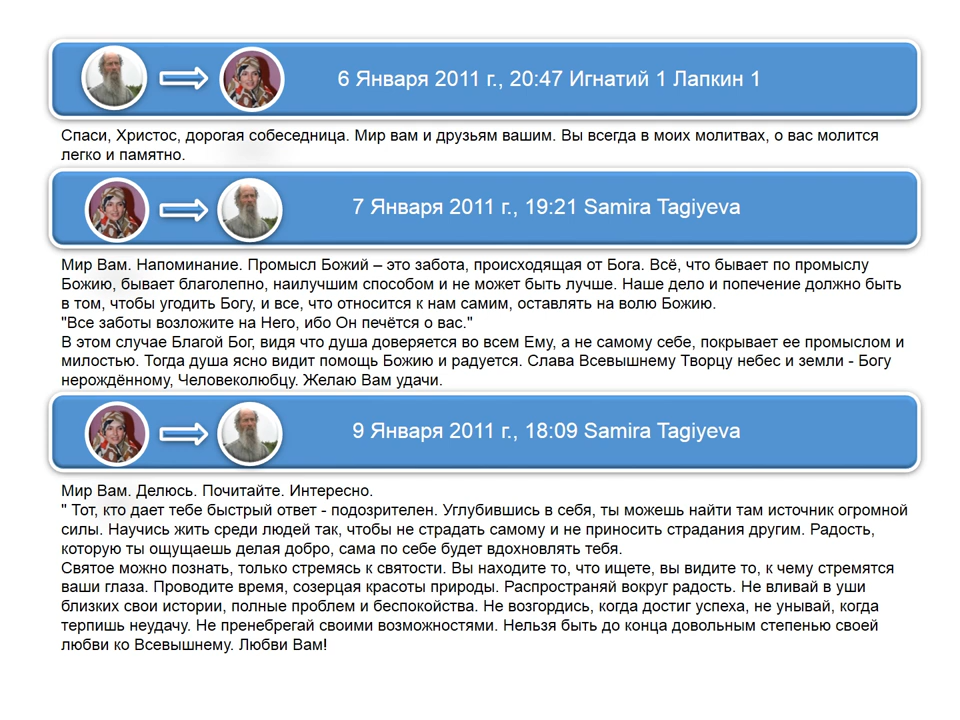 6 Января 2011 г., 20:47 Игнатий 1 Лапкин 1
Спаси, Христос, дорогая собеседница. Мир вам и друзьям вашим. Вы всегда в моих молитвах, о вас молится
легко и памятно.
7 Января 2011 г., 19:21 Samira Tagiyeva
Мир Вам. Напоминание. Промысл Божий – это забота, происходящая от Бога. Всё, что бывает по промыслу
Божию, бывает благолепно, наилучшим способом и не может быть лучше. Наше дело и попечение должно быть
в том, чтобы угодить Богу, и все, что относится к нам самим, оставлять на волю Божию.
"Все заботы возложите на Него, ибо Он печётся о вас."
В этом случае Благой Бог, видя что душа доверяется во всем Ему, а не самому себе, покрывает ее промыслом и
милостью. Тогда душа ясно видит помощь Божию и радуется. Слава Всевышнему Творцу небес и земли - Богу
нерождённому, Человеколюбцу. Желаю Вам удачи.
9 Января 2011 г., 18:09 Samira Tagiyeva
Мир Вам. Делюсь. Почитайте. Интересно.
" Тот, кто дает тебе быстрый ответ - подозрителен. Углубившись в себя, ты можешь найти там источник огромной
силы. Научись жить среди людей так, чтобы не страдать самому и не приносить страдания другим. Радость,
которую ты ощущаешь делая добро, сама по себе будет вдохновлять тебя.
Святое можно познать, только стремясь к святости. Вы находите то, что ищете, вы видите то, к чему стремятся
ваши глаза. Проводите время, созерцая красоты природы. Распространяй вокруг радость. Не вливай в уши
близких свои истории, полные проблем и беспокойства. Не возгордись, когда достиг успеха, не унывай, когда
терпишь неудачу. Не пренебрегай своими возможностями. Нельзя быть до конца довольным степенью своей
любви ко Всевышнему. Любви Вам!